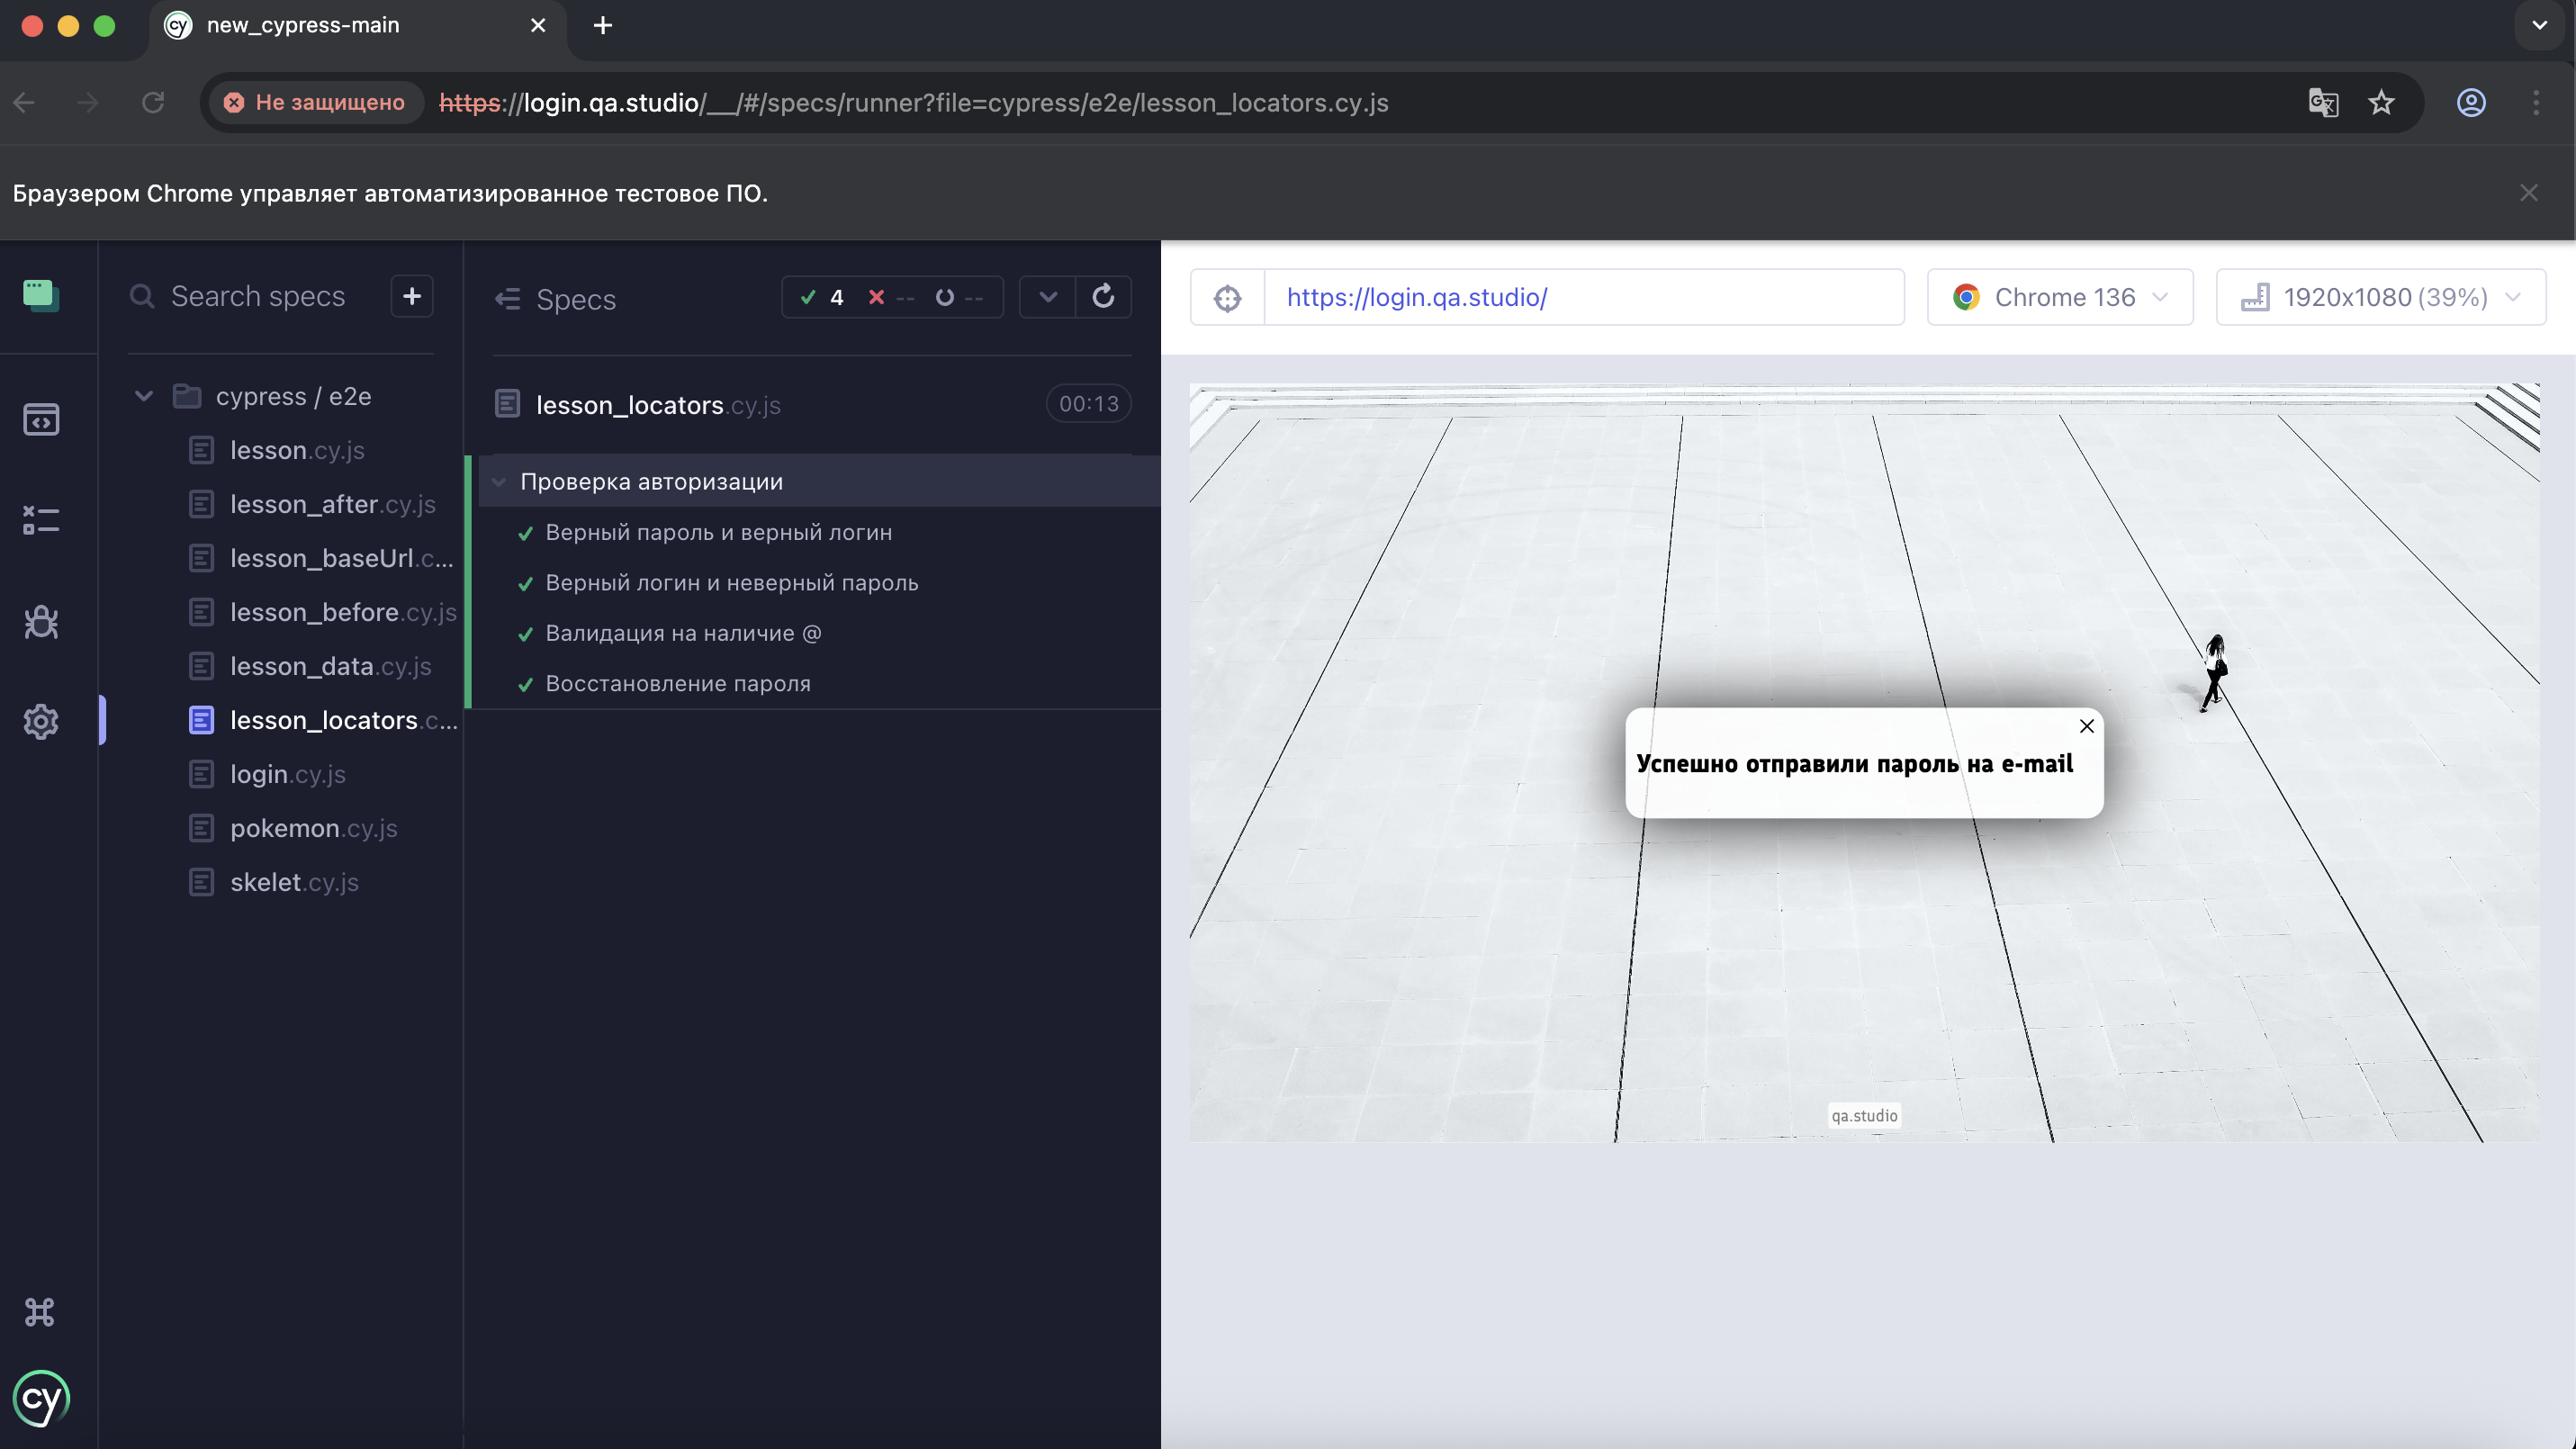 new_cypress-main
Не защищено
https://login.qa.studio/__/#/specs/runner?file=cypress/e2e/lesson_locators.cy.js
Браузером Chrome управляет автоматизированное тестовое ПО.
Search specs
cypress / e2e
lesson.cy.js
lesson_after.cy.js
lesson_baseUrl.c...
lesson_before.cy.js
lesson_data.cy.js
lesson_locators.c...
login.cy.js
pokemon.cy.js
skelet.cy.js
cy
Specs
4 -- --
lesson_locators.cy.js 00:13
Проверка авторизации
Верный пароль и верный логин
Верный логин и неверный пароль
Валидация на наличие @
Восстановление пароля
https://login.qa.studio/
Chrome 136
1920x1080 (39%)
Успешно отправили пароль на e-mail
qa.studio